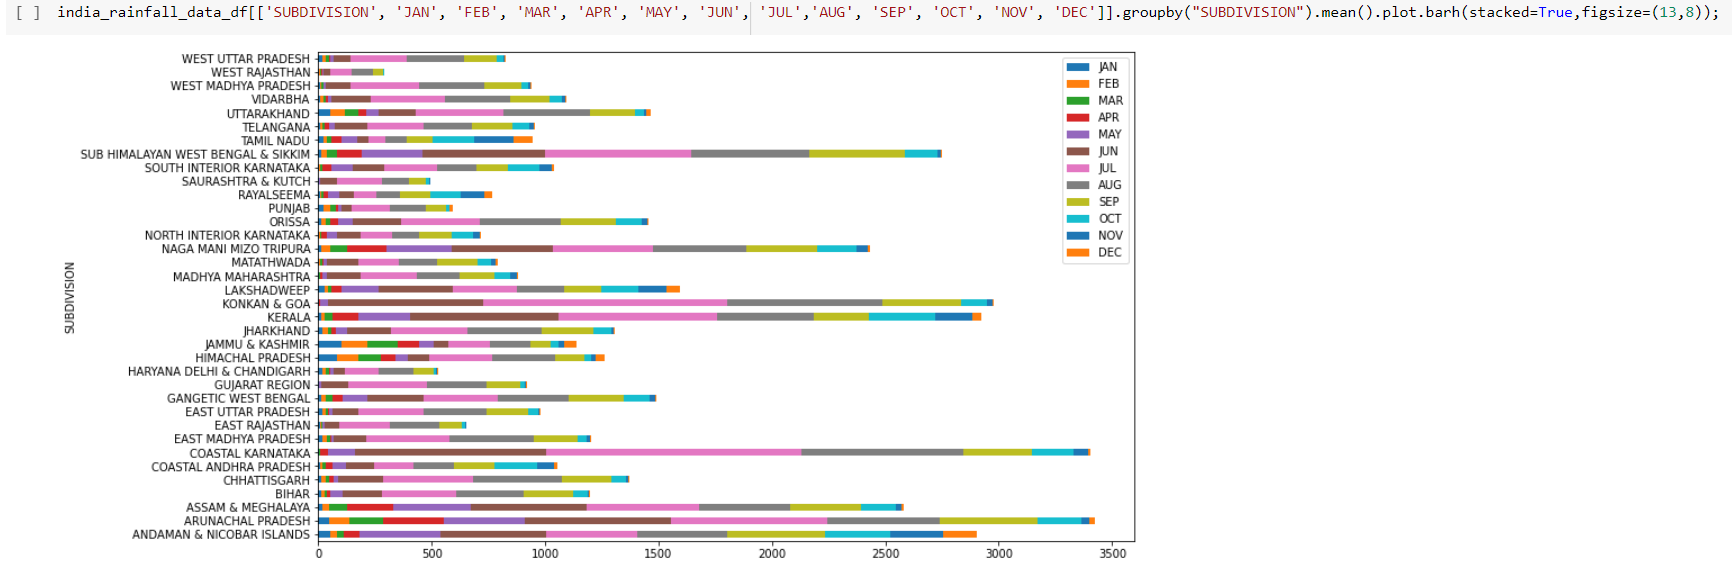 [ ] india_rainfall_data_df[['SUBDIVISION', 'JAN', 'FEB', 'MAR', 'APR', 'MAY', 'JUN', 'JUL','AUG', 'SEP', 'OCT', 'NOV', 'DEC']].groupby("SUBDIVISION").mean().plot.barh(stacked=True,figsize=(13,8));
WEST UTTAR PRADESH
WEST RAJASTHAN
WEST MADHYA PRADESH
VIDARBHA
UTTARAKHAND
TELANGANA
TAMIL NADU
SUB HIMALAYAN WEST BENGAL & SIKKIM
SOUTH INTERIOR KARNATAKA
SAURASHTRA & KUTCH
RAYALSEEMA
PUNJAB
ORISSA
NORTH INTERIOR KARNATAKA
NAGA MANI MIZO TRIPURA
MATATHWADA
MADHYA MAHARASHTRA
LAKSHADWEEP
KONKAN & GOA
KERALA
JHARKHAND
JAMMU & KASHMIR
HIMACHAL PRADESH
HARYANA DELHI & CHANDIGARH
GUJARAT REGION
GANGETIC WEST BENGAL
EAST UTTAR PRADESH
EAST RAJASTHAN
EAST MADHYA PRADESH
COASTAL KARNATAKA
COASTAL ANDHRA PRADESH
CHHATTISGARH
BIHAR
ASSAM & MEGHALAYA
ARUNACHAL PRADESH
ANDAMAN & NICOBAR ISLANDS
SUBDIVISION
0 500 1000 1500 2000 2500 3000 3500
JAN
FEB
MAR
APR
MAY
JUN
JUL
AUG
SEP
OCT
NOV
DEC